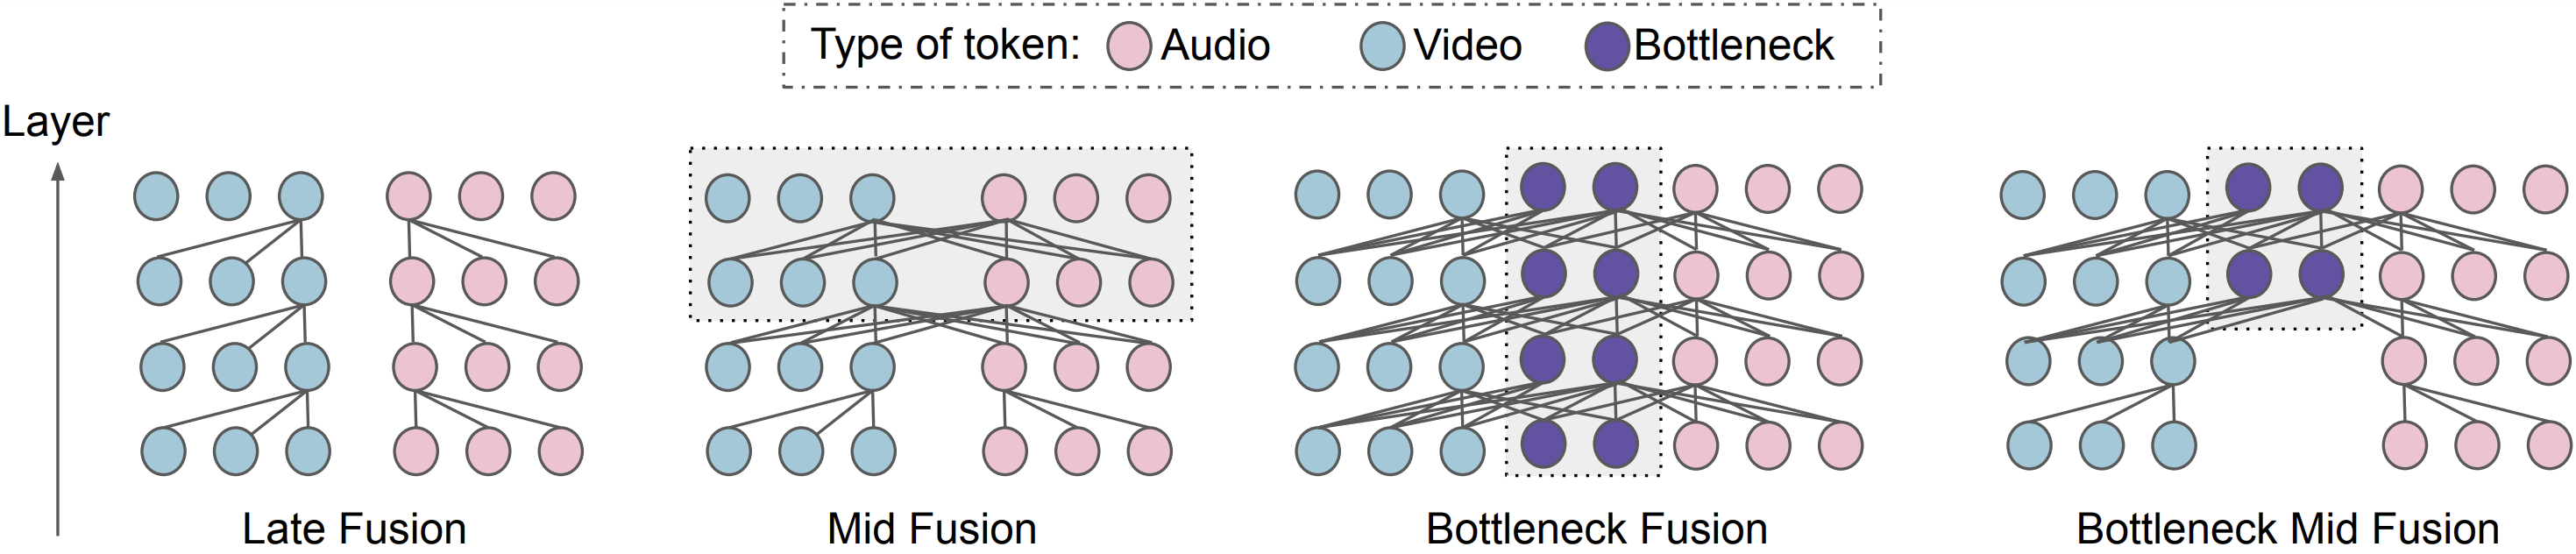 Type of token: Audio Video Bottleneck
Layer
Late Fusion Mid Fusion Bottleneck Fusion Bottleneck Mid Fusion